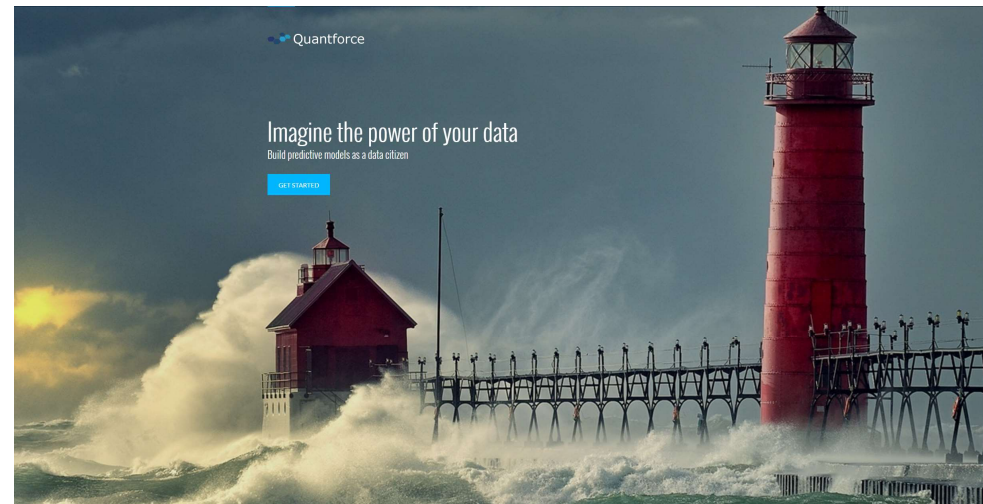 Quantforce
Imagine the power of your data
Build predictive models as a data citizen
GET STARTED